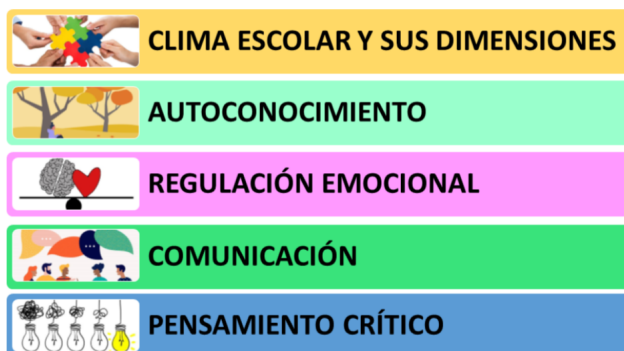 CLIMA ESCOLAR Y SUS DIMENSIONES
AUTOCONOCIMIENTO
REGULACIÓN EMOCIONAL
COMUNICACIÓN
PENSAMIENTO CRÍTICO